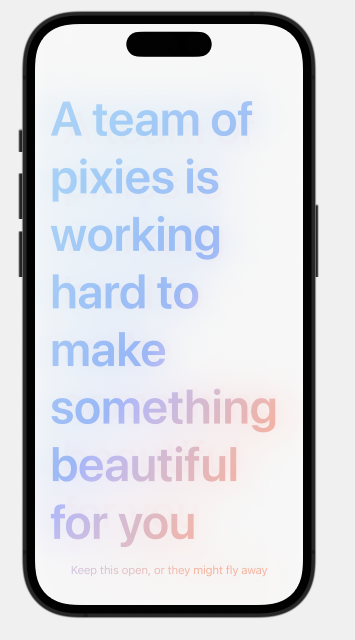 A team of
pixies is
working
hard to
make
something
beautiful
for you
Keep this open, or they might fly away